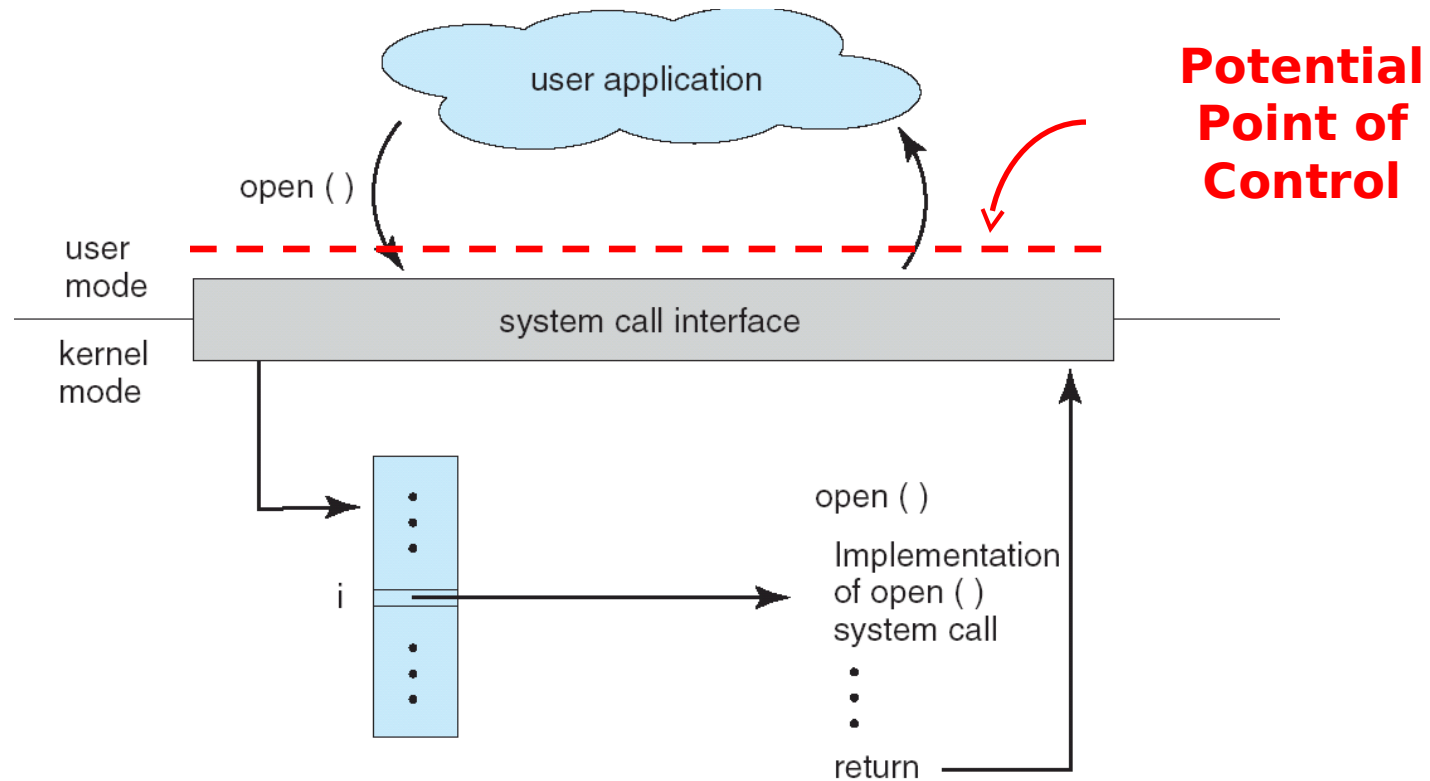 user application
Potential
Point of
Control
open ( )
user
mode
system call interface
kernel
mode
open ( )
Implementation
of open ( )
system call
i
return